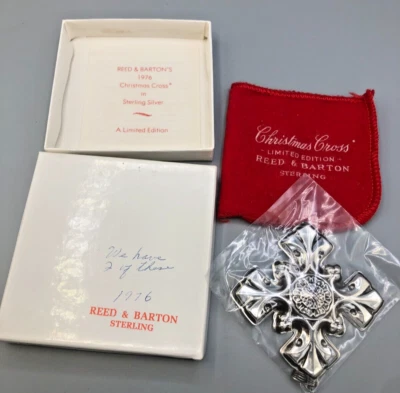 REED & BARTON'S
1976
Christmas Cross*
in
Sterling Silver
A Limited Edition
Christmas Cross*
LIMITED EDITION
REED & BARTON
STERLING
We have
2 of these
1976
REED & BARTON
STERLING